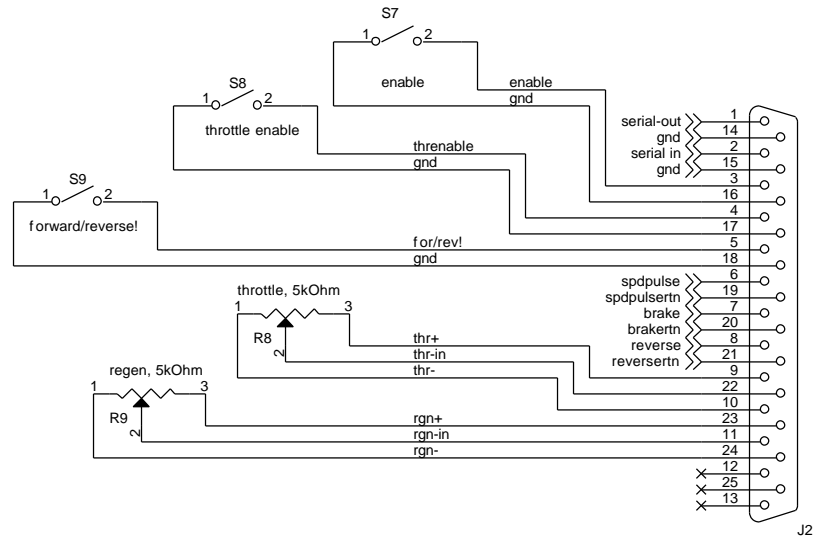 S7
1 2
enable
enable
gnd
S8
1 2
throttle enable
threnable
gnd
S9
1 2
forward/reverse!
for/rev!
gnd
serial-out 1
gnd 14
serial in 2
gnd 15
3
16
4
17
5
18
spdpulse 6
spdpulsertn 19
brake 7
brakertn 20
reverse 8
reversertn 21
9
22
10
23
11
24
12
25
13
J2
throttle, 5kOhm
1 3
R8
2
thr+
thr-in
thr-
regen, 5kOhm
1 3
R9
2
rgn+
rgn-in
rgn-